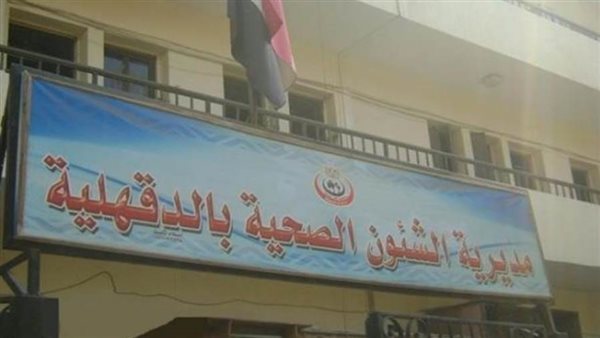 مديرية الشئون الصحية بالدقهلية